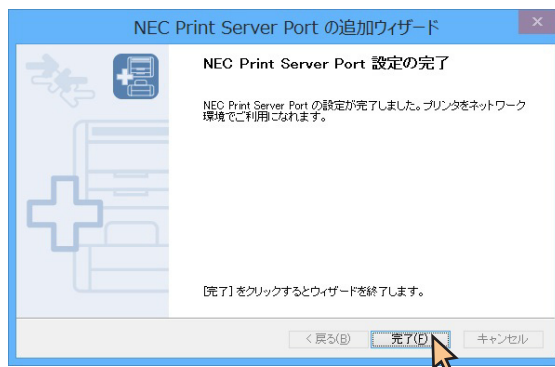 NEC Print Server Port の追加ウィザード
NEC Print Server Port 設定の完了
NEC Print Server Port の設定が完了しました。プリンタをネットワーク
環境でご利用になれます。
[完了] をクリックするとウィザードを終了します。
< 戻る(B)
完了(F)
キャンセル